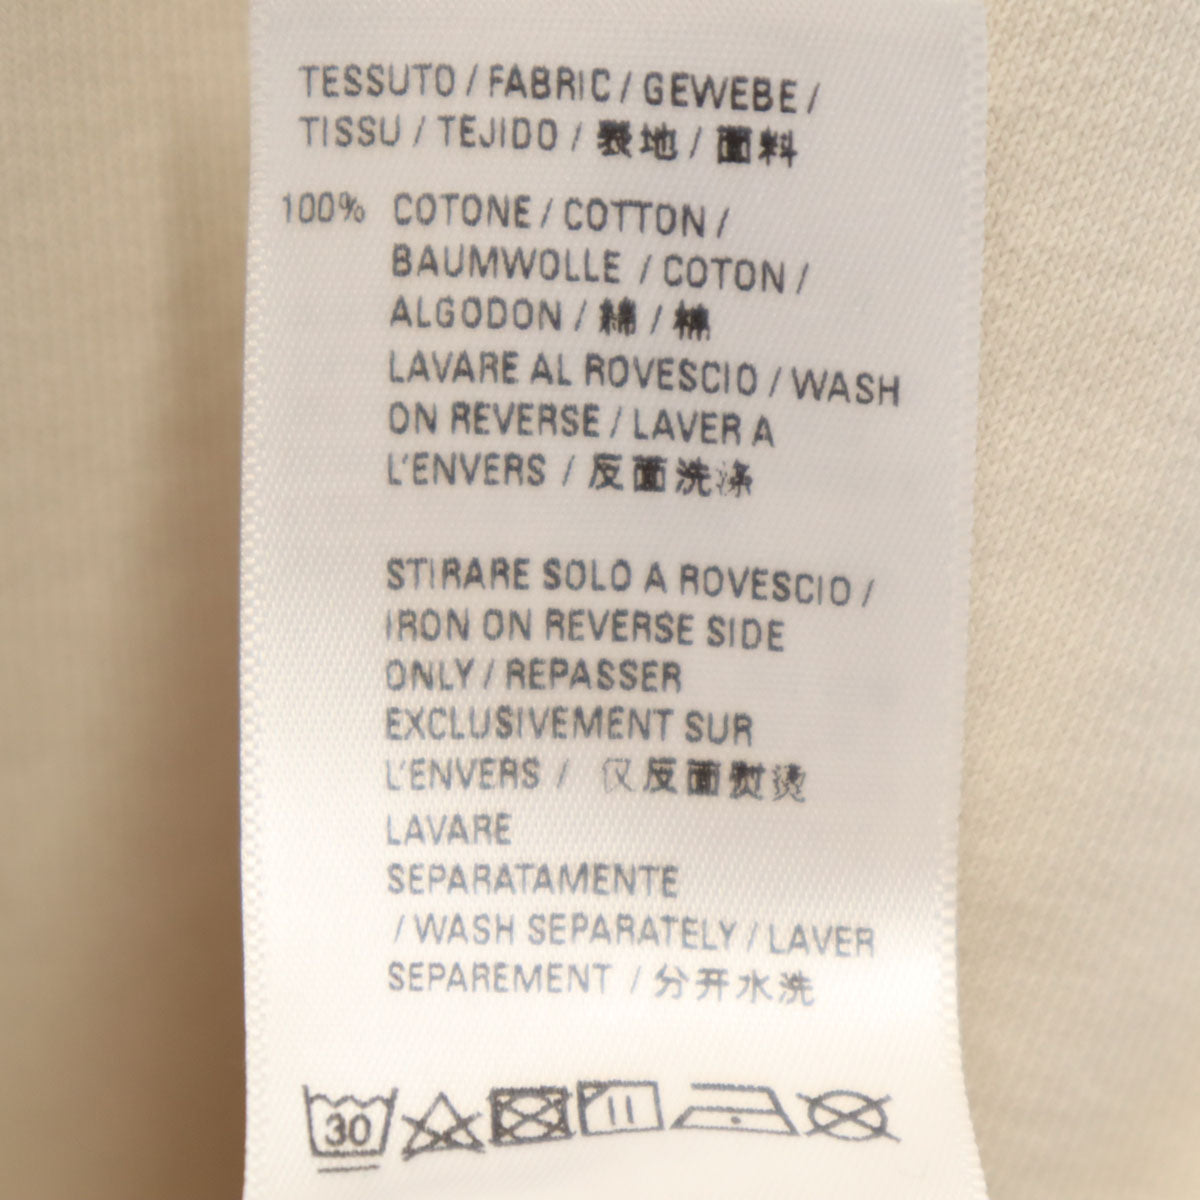 TESSUTO / FABRIC / GEWEBE /
TISSU / TEJIDO / 表地 / 面料
100% COTONE / COTTON /
BAUMWOLLE / COTON /
ALGODON / 綿 / 棉
LAVARE AL ROVESCIO / WASH
ON REVERSE / LAVER A
L'ENVERS / 反面洗涤
STIRARE SOLO A ROVESCIO /
IRON ON REVERSE SIDE
ONLY / REPASSER
EXCLUSIVEMENT SUR
L'ENVERS / 仅反面熨烫
LAVARE
SEPARATAMENTE
/ WASH SEPARATELY / LAVER
SEPAREMENT / 分开水洗
30